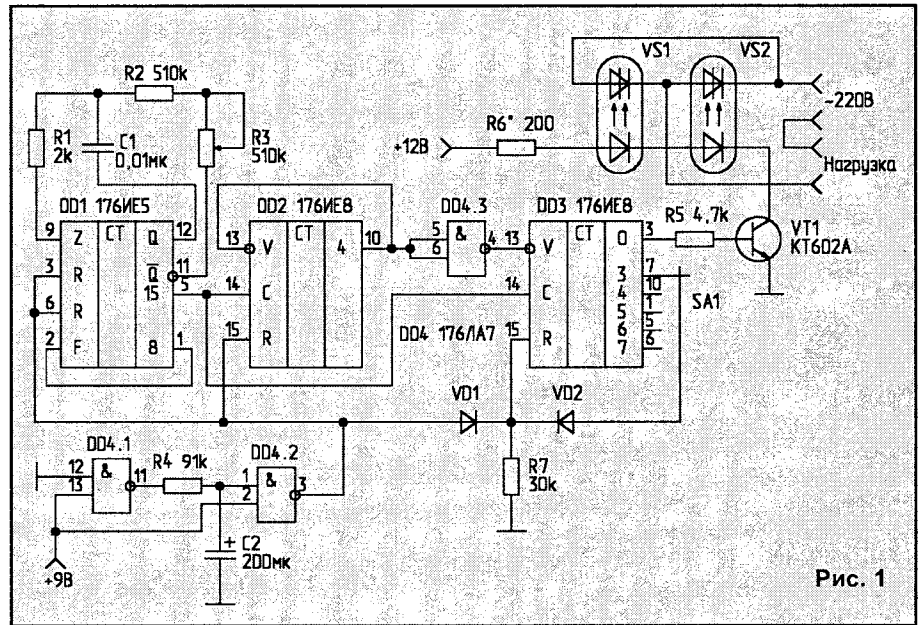 VS1
VS2
R2 510k
~220В
R1
2k
C1
0,01мк
R3
510k
R6* 200
+12В
Нагрузка
DD1 176ИЕ5
DD2 176ИЕ8
DD4.3
DD3 176ИЕ8
R5 4,7k
VT1
КТ602А
9 Z CT Q 12
Q 11
3 R 15 5
6 R
2 F 8 1
13 V CT 4 10
14 C
15 R
5 & 4
6
13 V CT 0 3
14 C 3 7
4 10
5 1
6 5
15 R 7 6
SA1
DD4 176ЛА7
VD1
VD2
DD4.1
12 & 11
13
R4 91k
DD4.2
1 & 3
2
R7
30k
+ C2
200мк
+9В
Рис. 1